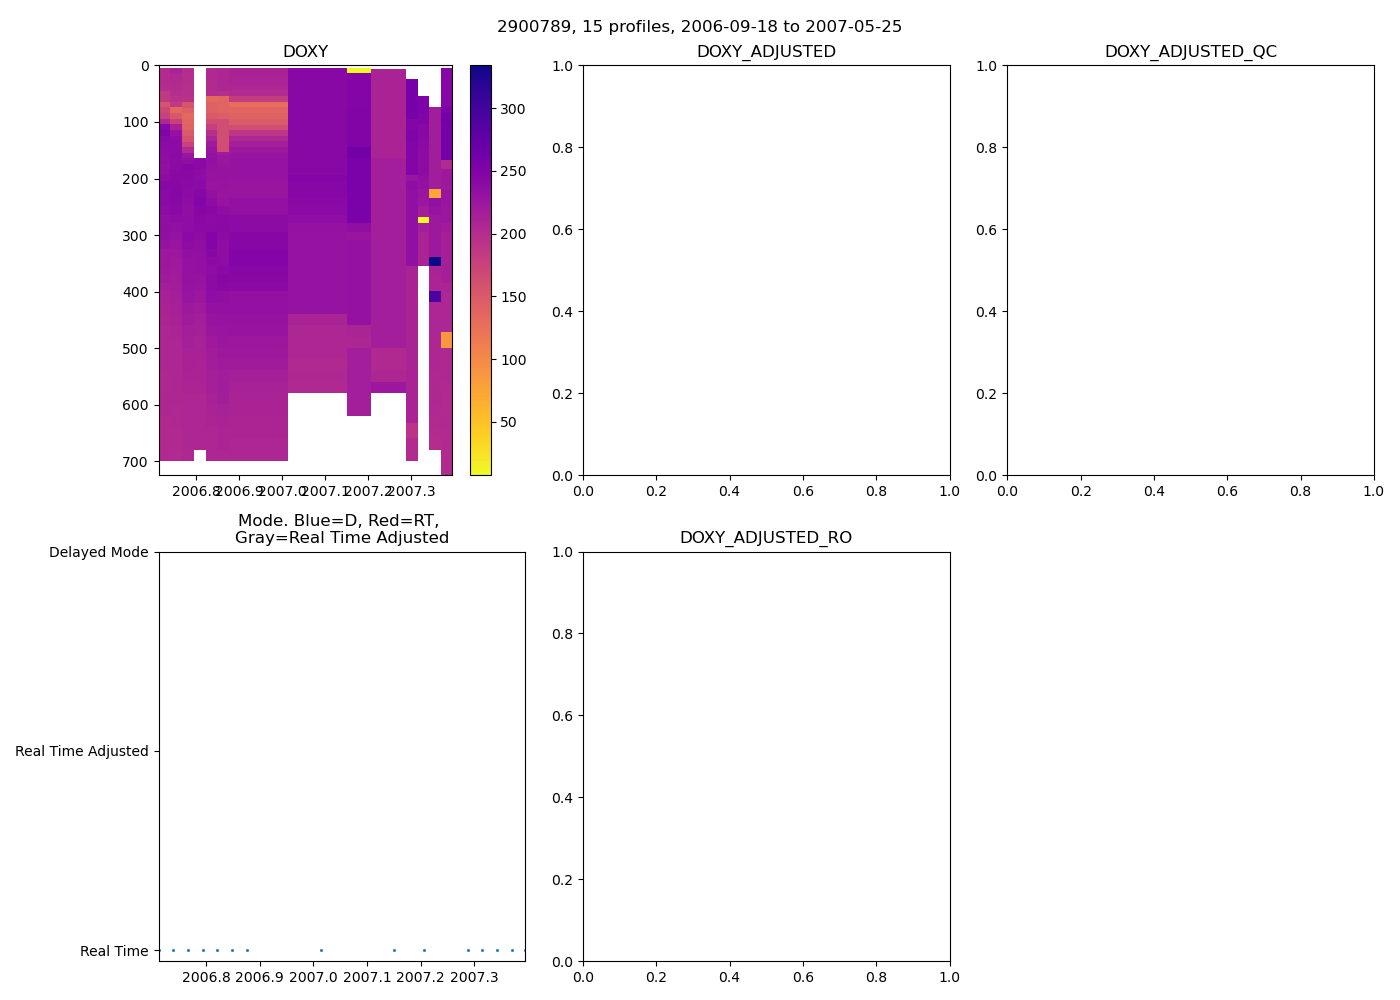 2900789, 15 profiles, 2006-09-18 to 2007-05-25
DOXY
DOXY_ADJUSTED
DOXY_ADJUSTED_QC
0
100
200
300
400
500
600
700
2006.8
2006.9
2007.0
2007.1
2007.2
2007.3
300
250
200
150
100
50
1.0
0.8
0.6
0.4
0.2
0.0
0.0 0.2 0.4 0.6 0.8 1.0
1.0
0.8
0.6
0.4
0.2
0.0
0.0 0.2 0.4 0.6 0.8 1.0
Mode. Blue=D, Red=RT,
Gray=Real Time Adjusted
Delayed Mode
Real Time Adjusted
Real Time
2006.8 2006.9 2007.0 2007.1 2007.2 2007.3
DOXY_ADJUSTED_RO
1.0
0.8
0.6
0.4
0.2
0.0
0.0 0.2 0.4 0.6 0.8 1.0